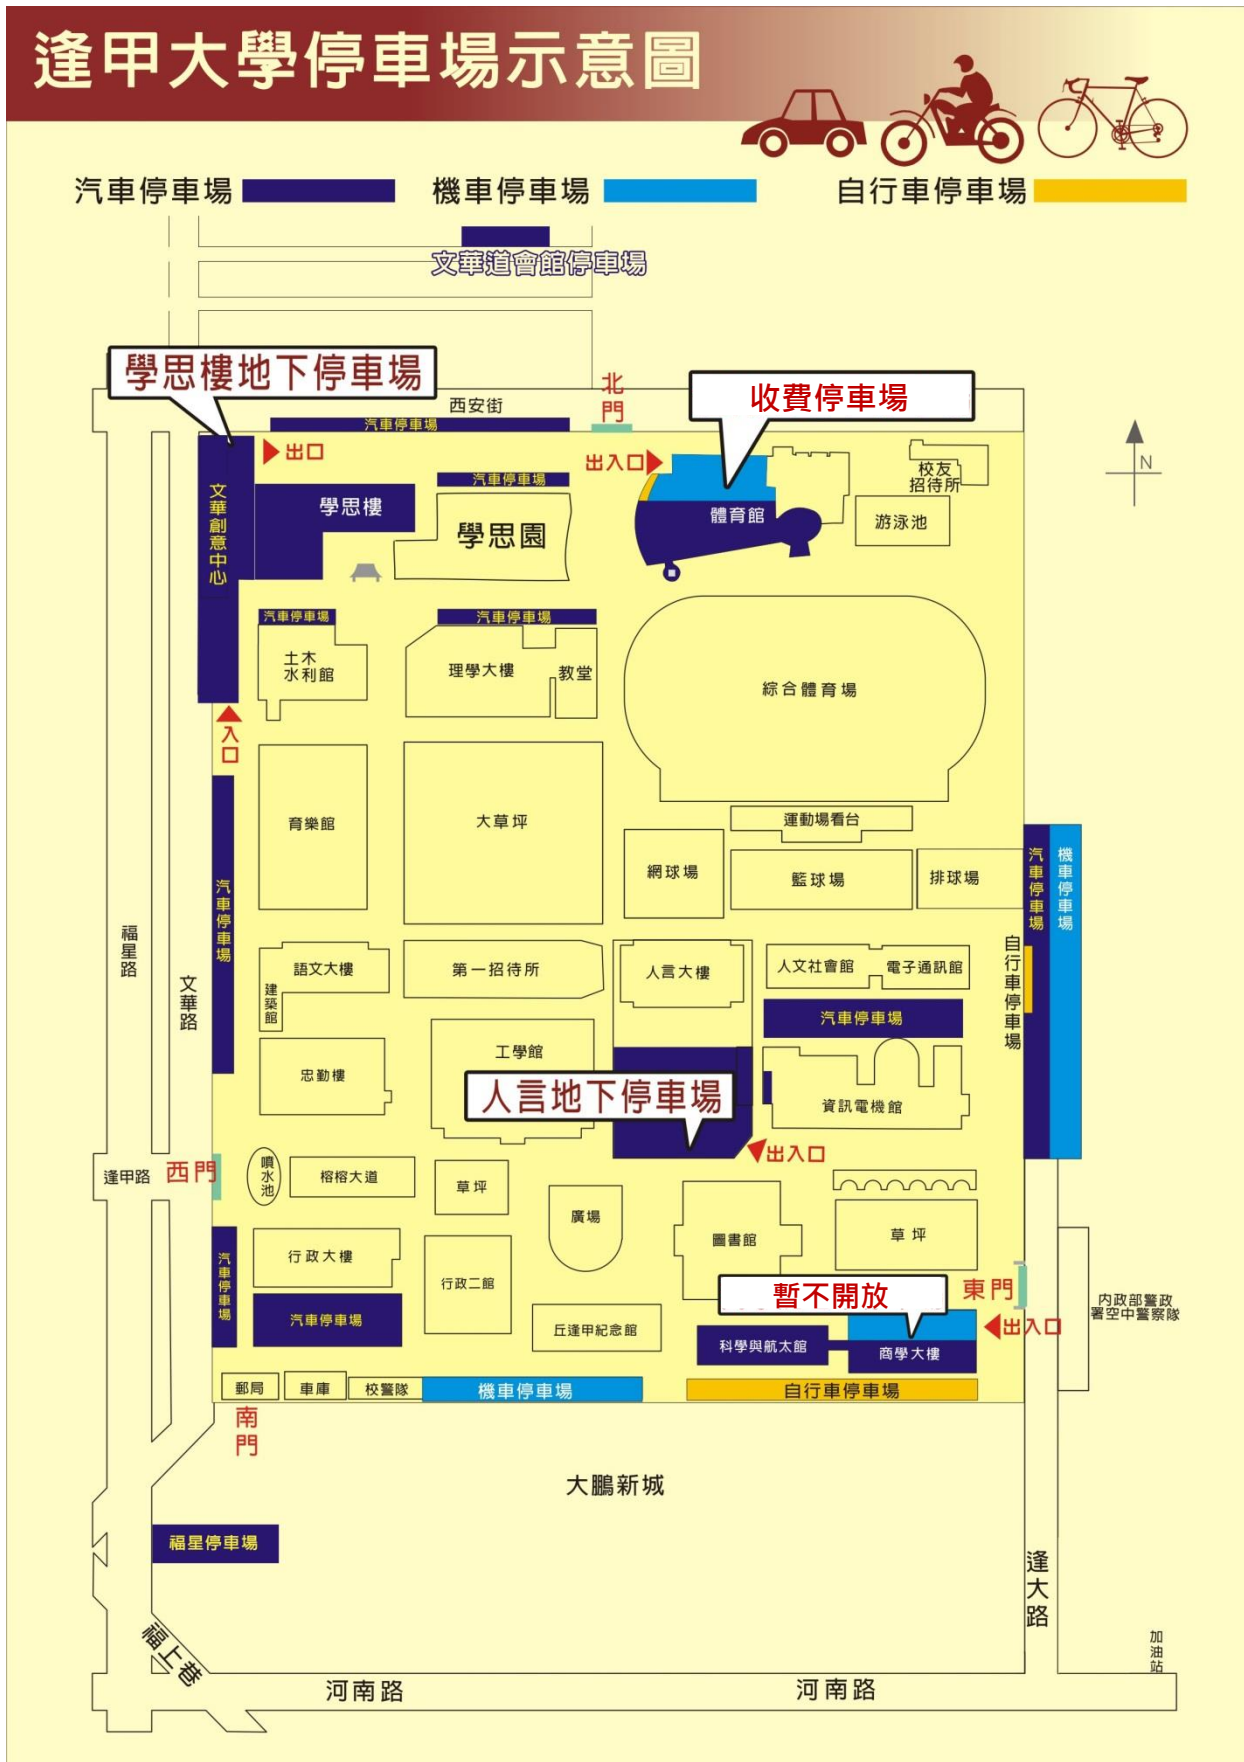 逢甲大學停車場示意圖
汽車停車場
機車停車場
自行車停車場
文華道會館停車場
學思樓地下停車場
西安街
北門
收費停車場
汽車停車場
出口
出入口
文華創意中心
學思樓
汽車停車場
學思園
體育館
校友
招待所
游泳池
N
汽車停車場
汽車停車場
土木
水利館
理學大樓
教堂
綜合體育場
入口
育樂館
大草坪
運動場看台
網球場
籃球場
排球場
汽車停車場
機車停車場
汽車停車場
福星路
文華路
語文大樓
建築館
第一招待所
人言大樓
人文社會館
電子通訊館
自行車停車場
汽車停車場
工學館
忠勤樓
人言地下停車場
資訊電機館
出入口
逢甲路
西門
噴水池
榕榕大道
草坪
廣場
圖書館
草坪
汽車停車場
行政大樓
行政二館
暫不開放
東門
內政部警政
署空中警察隊
汽車停車場
丘逢甲紀念館
科學與航太館
商學大樓
出入口
郵局
車庫
校警隊
機車停車場
自行車停車場
南門
大鵬新城
福星停車場
逢大路
福上巷
加油站
河南路
河南路